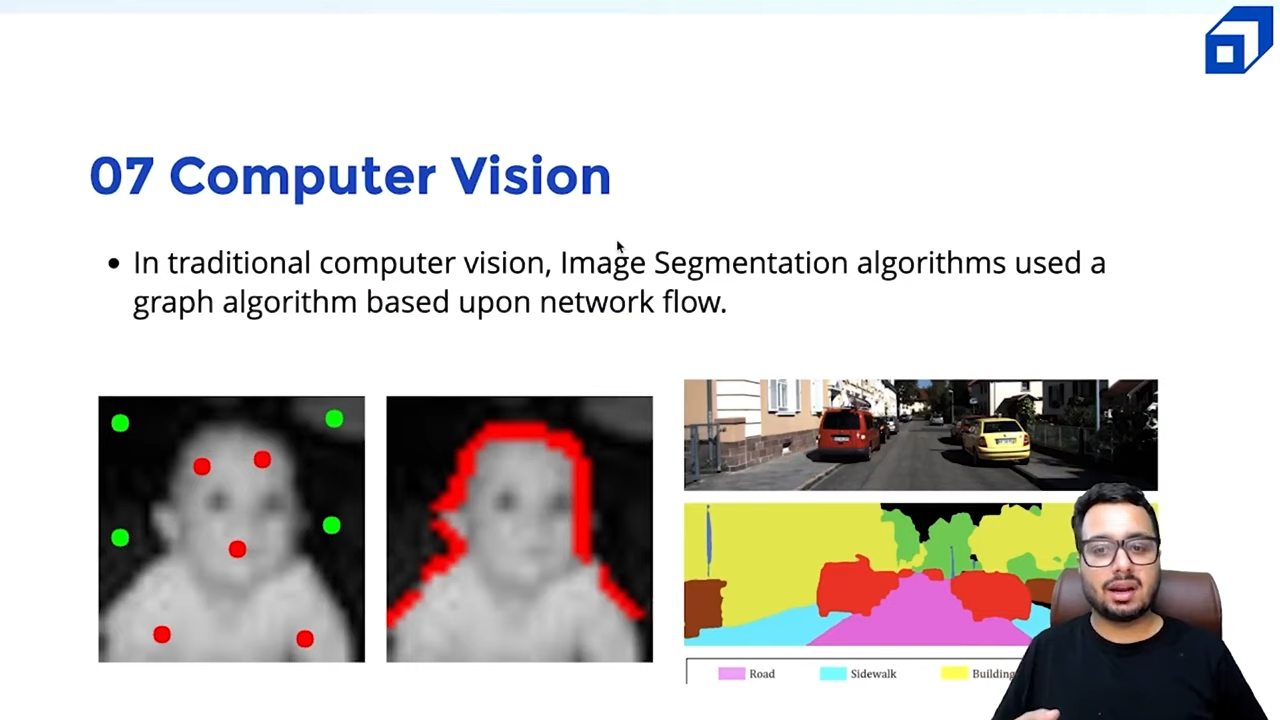 07 Computer Vision
• In traditional computer vision, Image Segmentation algorithms used a
graph algorithm based upon network flow.
Road Sidewalk Building